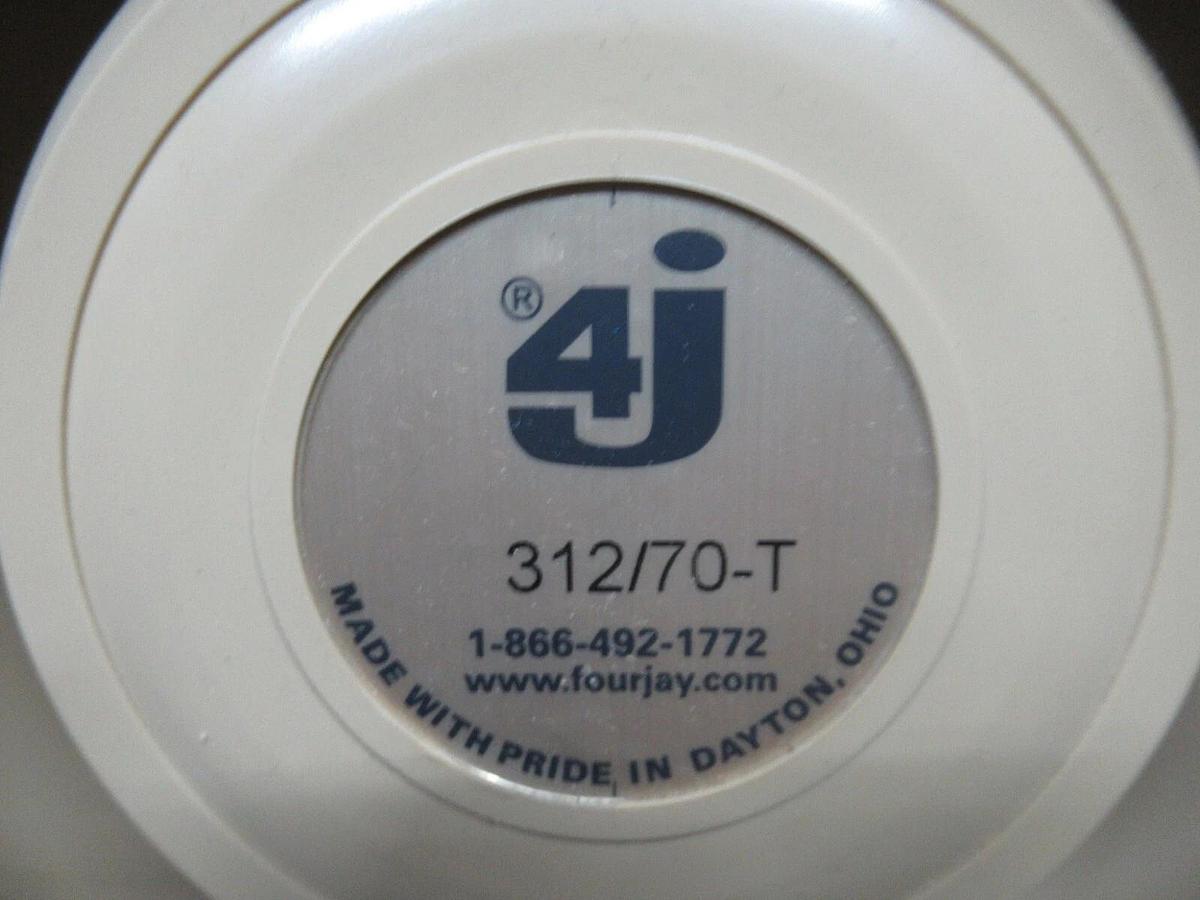 ® 4j
312/70-T
1-866-492-1772
www.fourjay.com
MADE WITH PRIDE IN DAYTON, OHIO